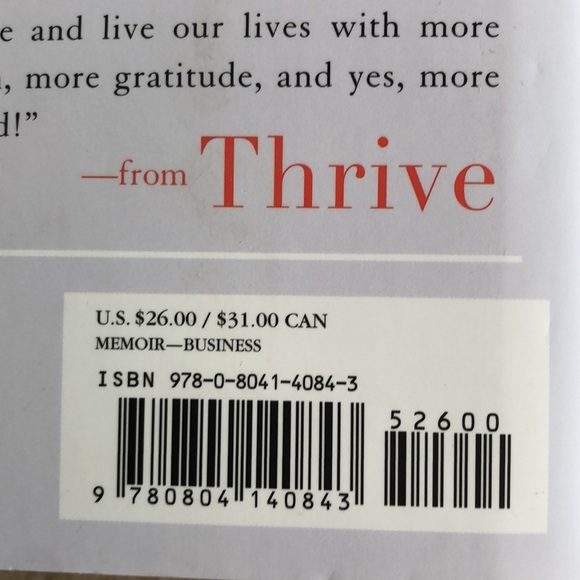 e and live our lives with more
, more gratitude, and yes, more
d!”
—from Thrive
U.S. $26.00 / $31.00 CAN
MEMOIR—BUSINESS
ISBN 978-0-8041-4084-3
52600
9 780804 140843